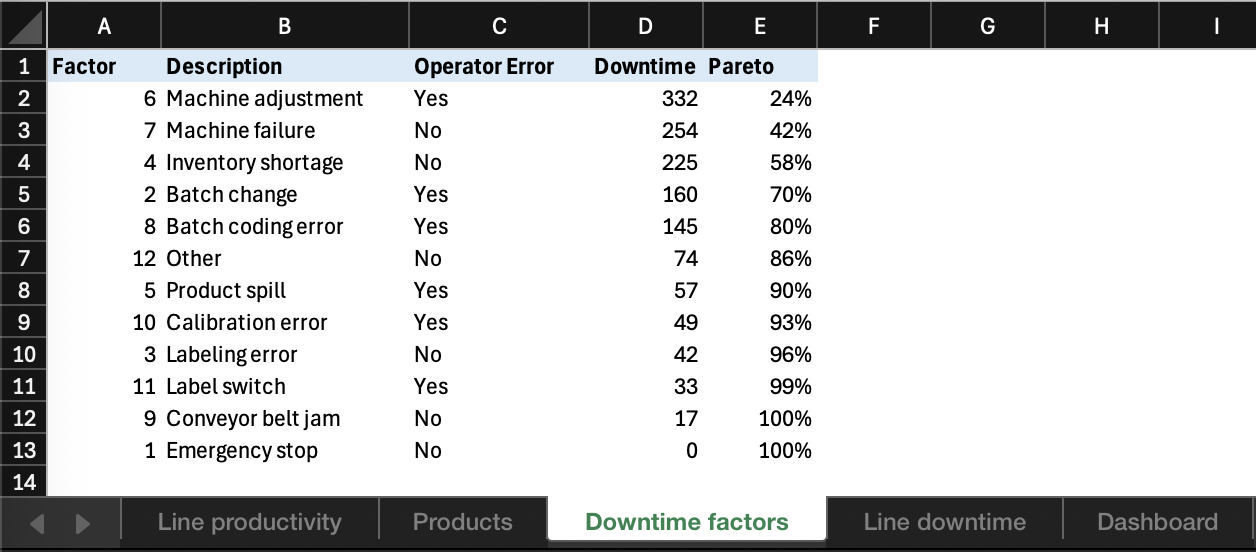 A B C D E F G H I
1 Factor Description Operator Error Downtime Pareto
2 6 Machine adjustment Yes 332 24%
3 7 Machine failure No 254 42%
4 4 Inventory shortage No 225 58%
5 2 Batch change Yes 160 70%
6 8 Batch coding error Yes 145 80%
7 12 Other No 74 86%
8 5 Product spill Yes 57 90%
9 10 Calibration error Yes 49 93%
10 3 Labeling error No 42 96%
11 11 Label switch Yes 33 99%
12 9 Conveyor belt jam No 17 100%
13 1 Emergency stop No 0 100%
14
Line productivity Products Downtime factors Line downtime Dashboard